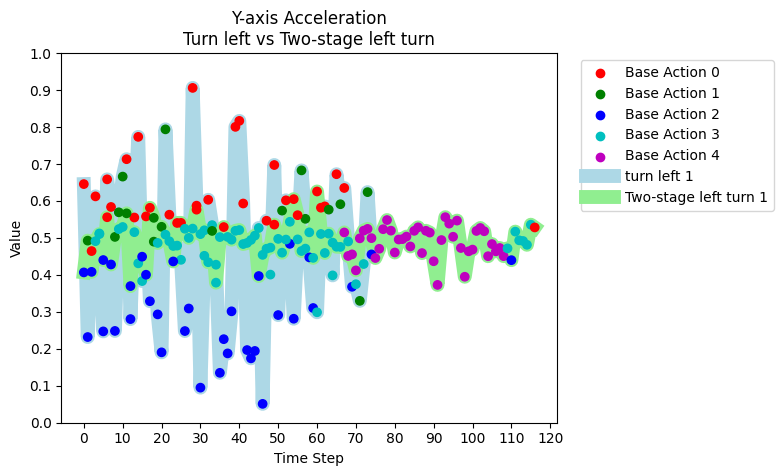 Y-axis Acceleration
Turn left vs Two-stage left turn
1.0
0.9
0.8
0.7
0.6
0.5
0.4
0.3
0.2
0.1
0.0
Value
0 10 20 30 40 50 60 70 80 90 100 110 120
Time Step
Base Action 0
Base Action 1
Base Action 2
Base Action 3
Base Action 4
turn left 1
Two-stage left turn 1